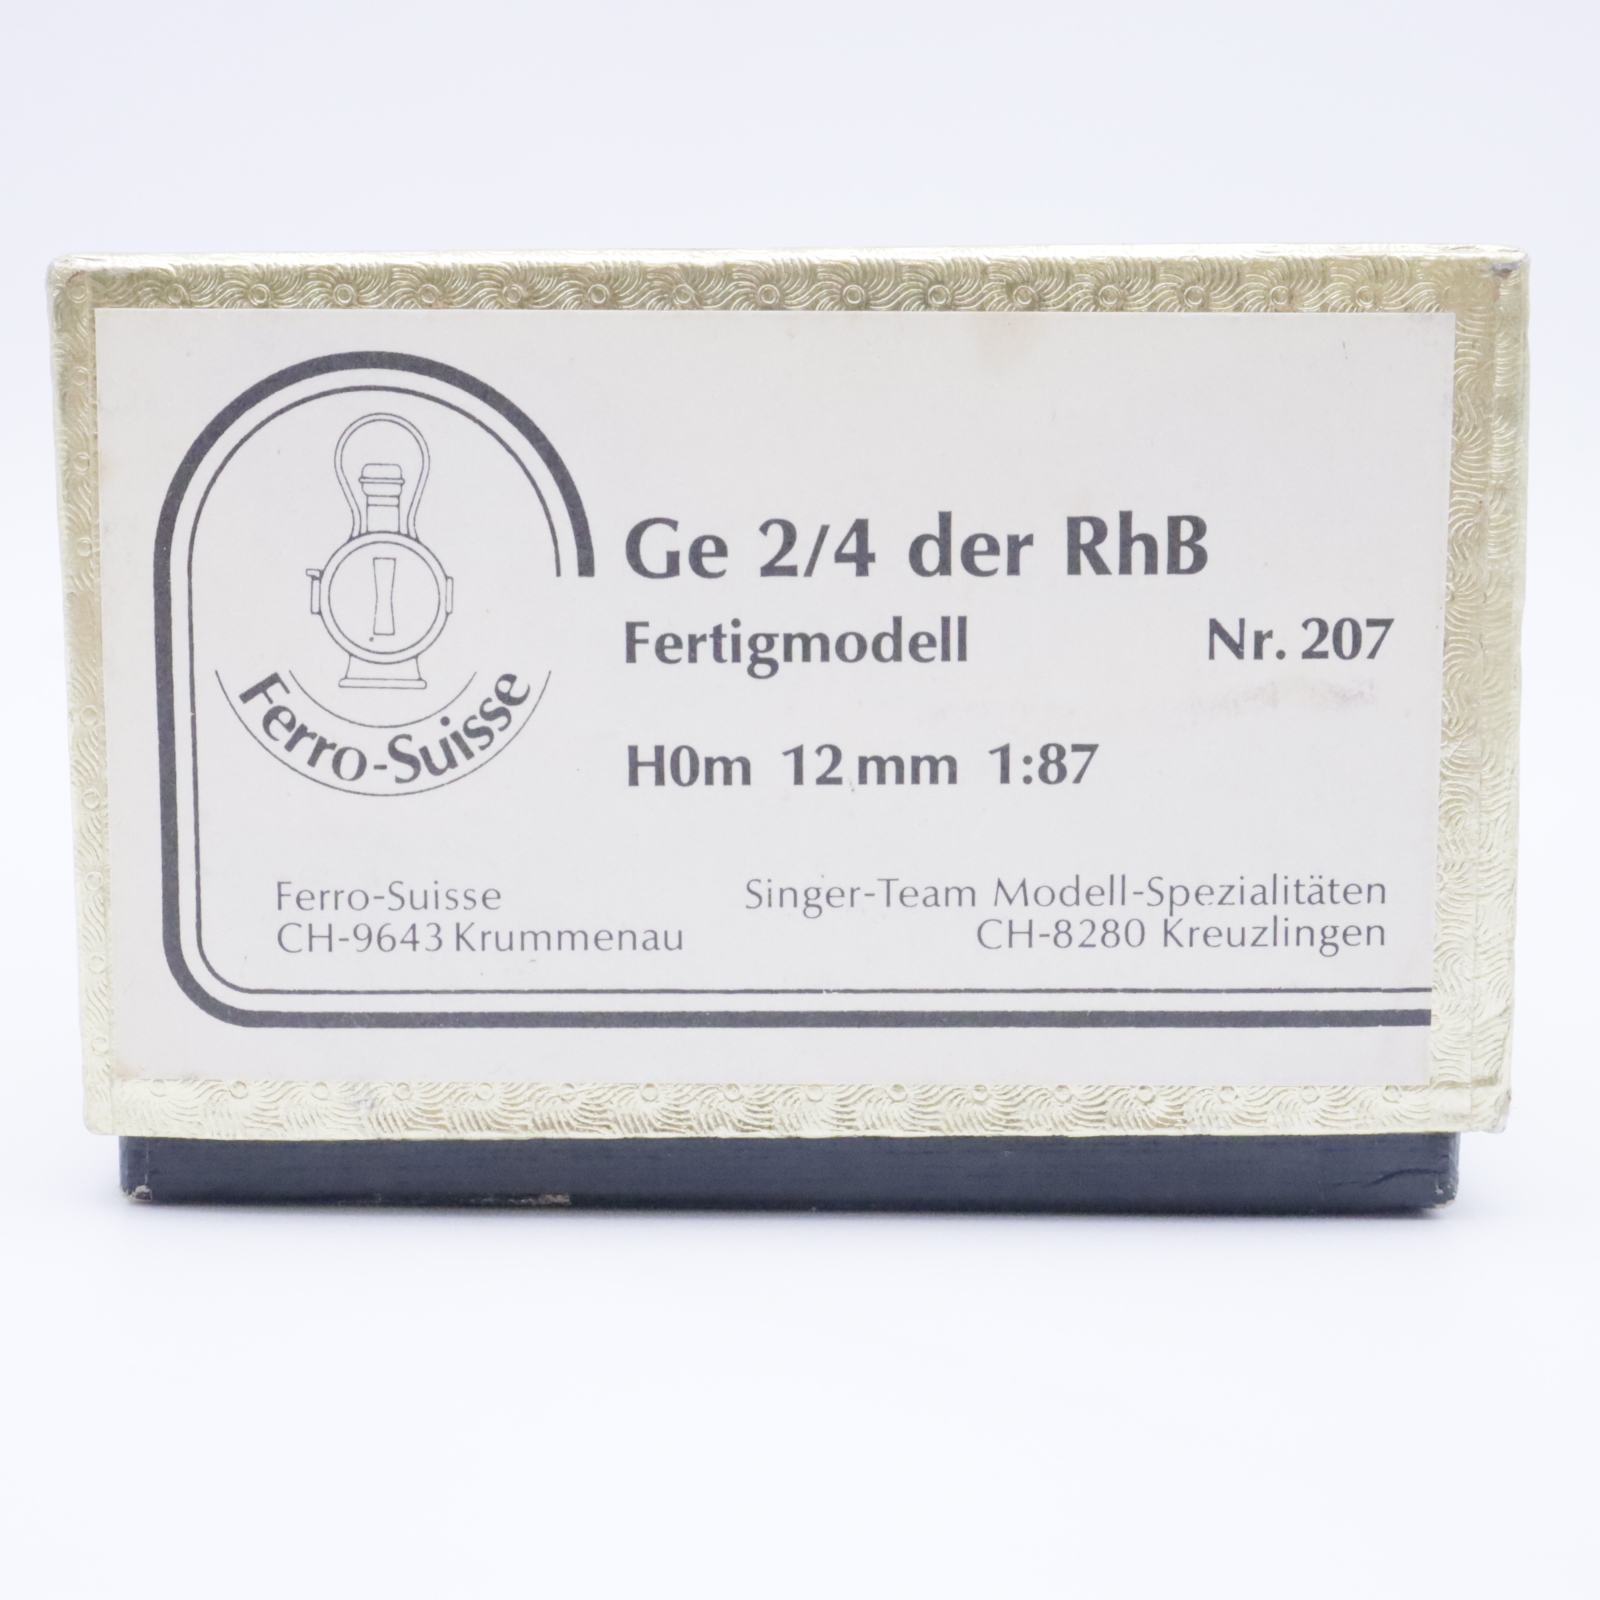 Ferro-Suisse
Ge 2/4 der RhB
Fertigmodell Nr. 207
H0m 12 mm 1:87
Ferro-Suisse
CH-9643 Krummenau
Singer-Team Modell-Spezialitäten
CH-8280 Kreuzlingen